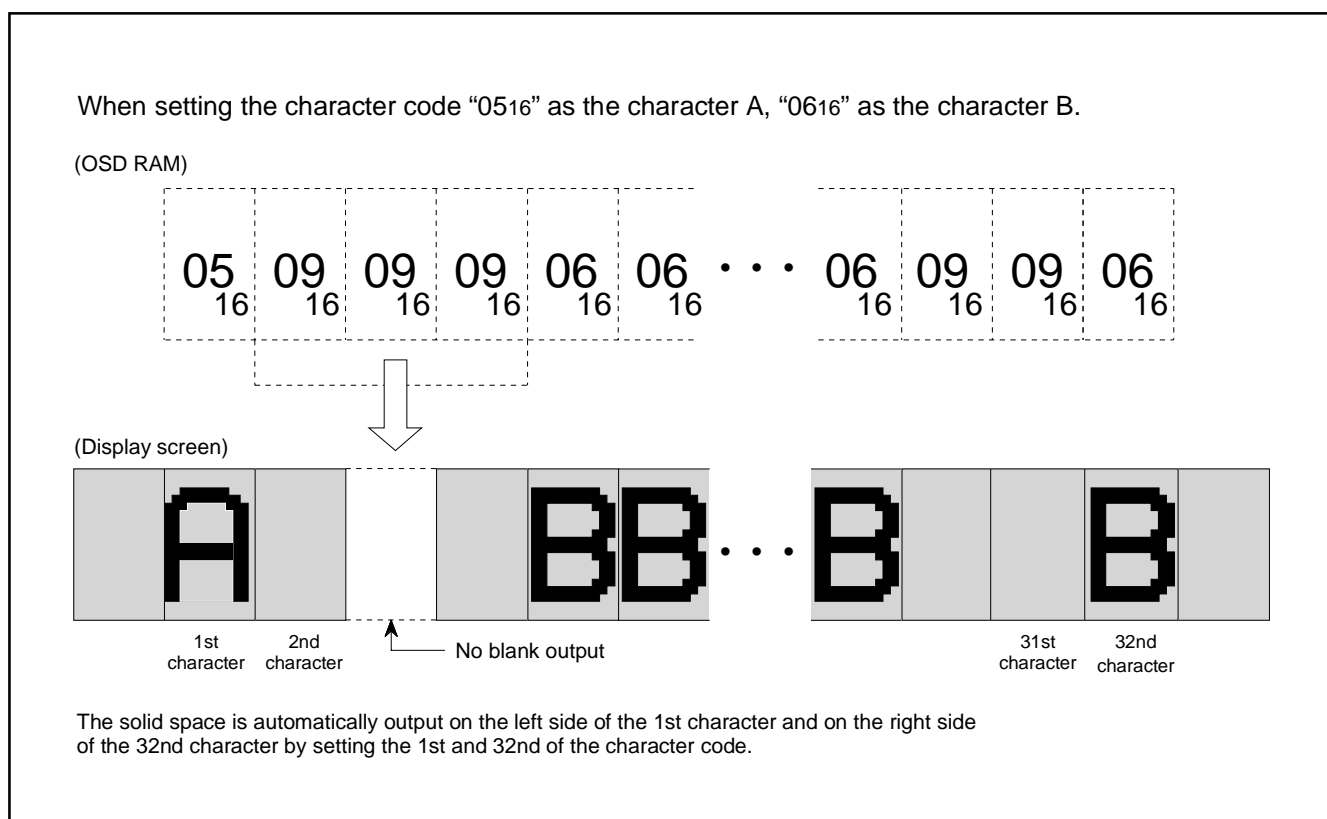 When setting the character code “0516” as the character A, “0616” as the character B.
(OSD RAM)
05 16 09 16 09 16 09 16 06 16 06 16 • • • 06 16 09 16 09 16 06 16
(Display screen)
A B B • • • B B
1st character 2nd character No blank output 31st character 32nd character
The solid space is automatically output on the left side of the 1st character and on the right side
of the 32nd character by setting the 1st and 32nd of the character code.